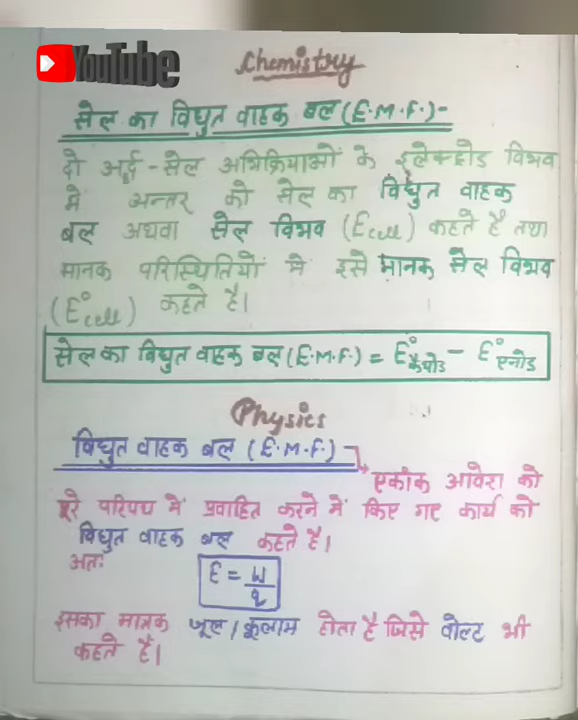 YouTube
Chemistry
सेल का विधुत वाहक बल (E.M.F.)-
दो अर्द्ध-सेल अभिक्रियाओं के इलेक्ट्रोड विभव
मे अन्तर को सेल का विधुत वाहक
बल अथवा सेल विभव (Ecell) कहते है तथा
मानक परिस्थितियों मे इसे मानक सेल विभव
(E°cell) कहते है।
सेल का विधुत वाहक बल (E.M.F.) = E°कैथोड - E°एनोड
Physics
विधुत वाहक बल (E.M.F.)
एकांक आवेश को
पूरे परिपथ में प्रवाहित करने में किए गए कार्य को
विधुत वाहक बल कहते है।
अतः
E = W/q
इसका मात्रक जूल/कूलाम होता है जिसे वोल्ट भी
कहते है।